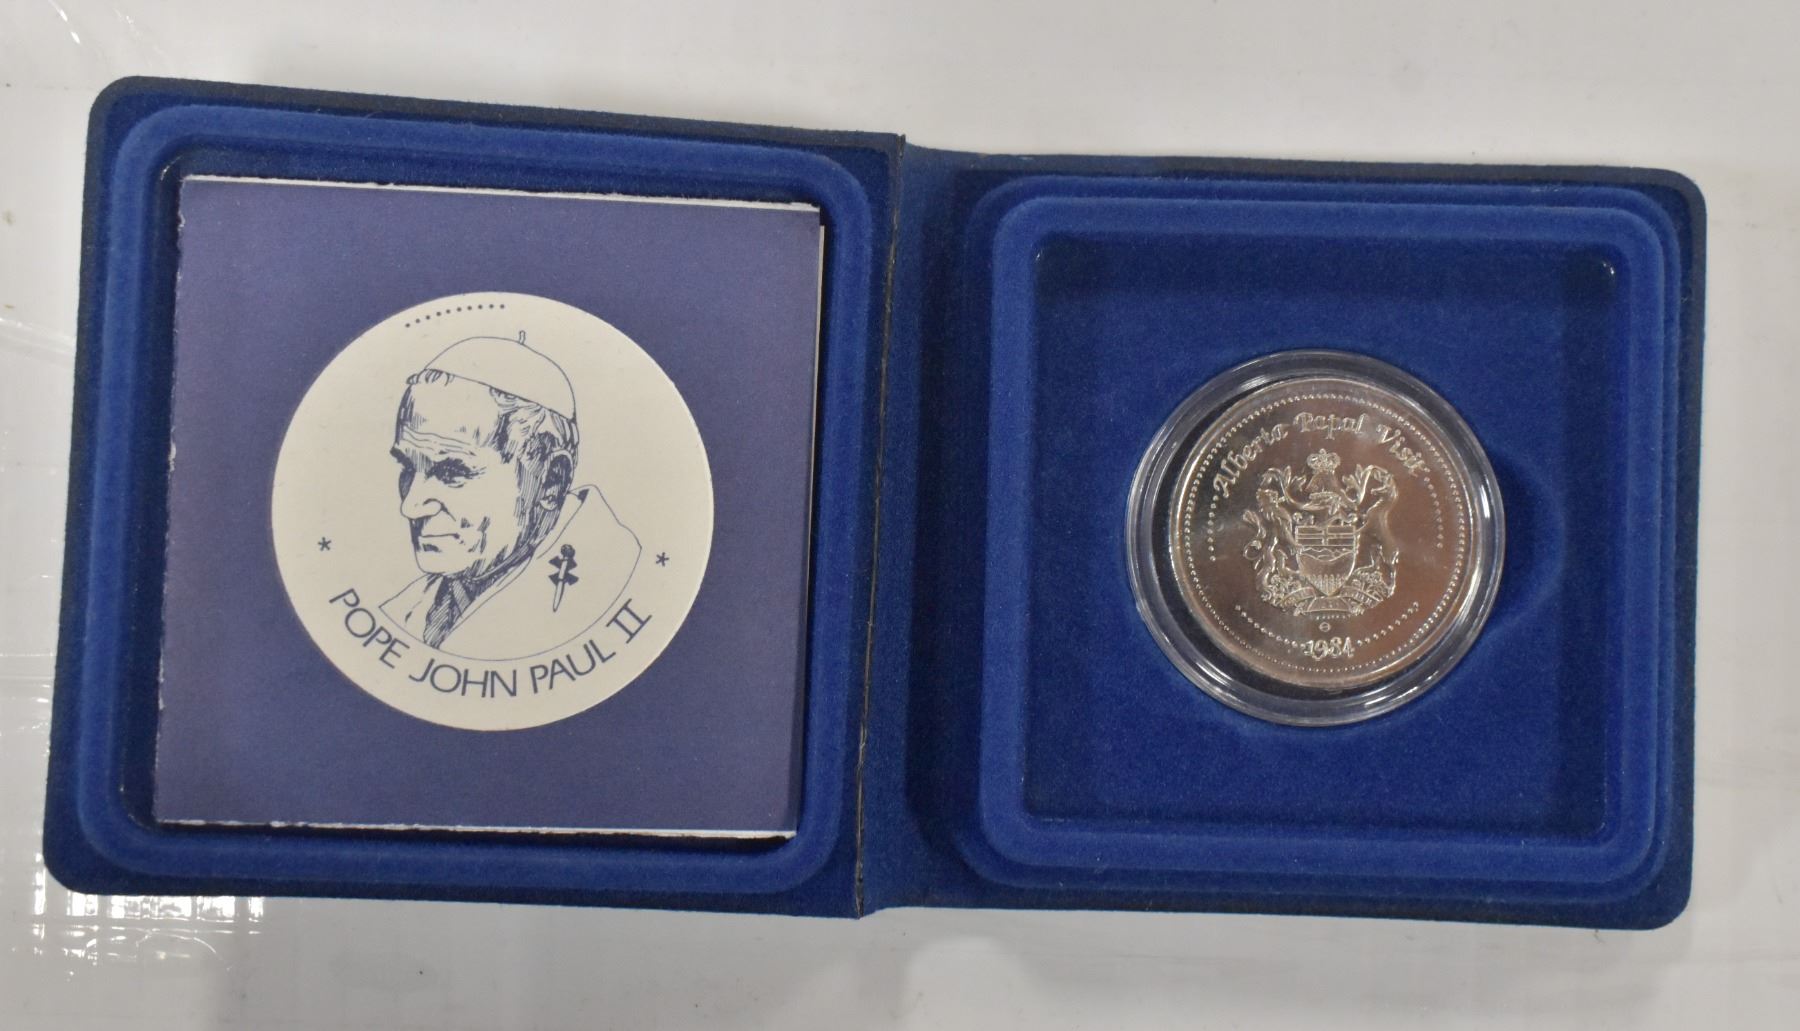 POPE JOHN PAUL II
Alberta Papal Visit
1984